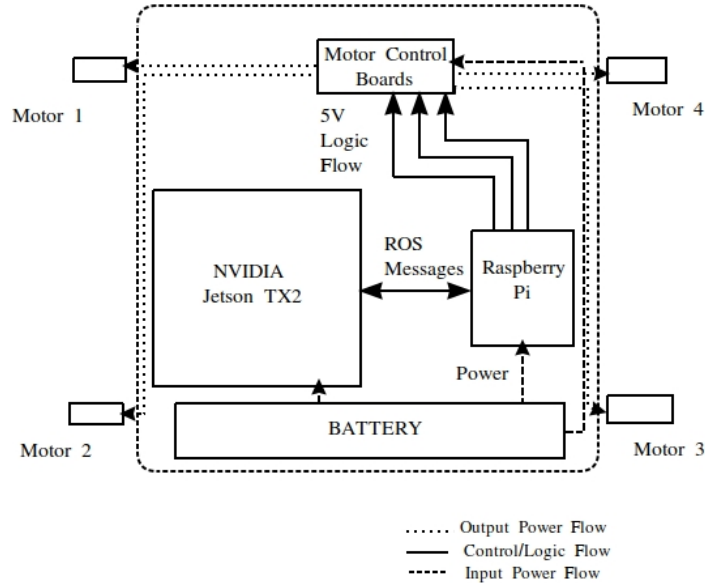 Motor Control
Boards
Motor 1
Motor 4
5V
Logic
Flow
NVIDIA
Jetson TX2
ROS
Messages
Raspberry
Pi
Power
BATTERY
Motor 2
Motor 3
Output Power Flow
Control/Logic Flow
Input Power Flow